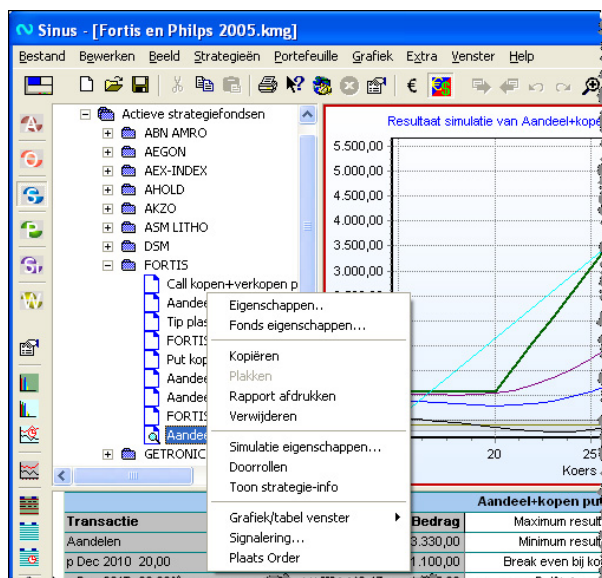 Sinus - [Fortis en Philps 2005.kmg]
Bestand Bewerken Beeld Strategieën Portefeuille Grafiek Extra Venster Help
Actieve strategiefondsen
ABN AMRO
AEGON
AEX-INDEX
AHOLD
AKZO
ASM LITHO
DSM
FORTIS
Call kopen+verkopen p
Aandee
Tip plas
FORTIS
Put kop
Aandee
Aandee
FORTIS
Aandee
GETRONIC
Eigenschappen..
Fonds eigenschappen...
Kopiëren
Plakken
Rapport afdrukken
Verwijderen
Simulatie eigenschappen...
Doorrollen
Toon strategie-info
Grafiek/tabel venster
Signalering...
Plaats Order
Resultaat simulatie van Aandeel+kope
5.500,00
5.000,00
4.500,00
4.000,00
3.500,00
3.000,00
20 25
Koers
Aandeel+kopen put
Transactie Bedrag Maximum result
Aandelen 3.330,00 Minimum result
p Dec 2010 20,00 1.100,00 Break even bij ko